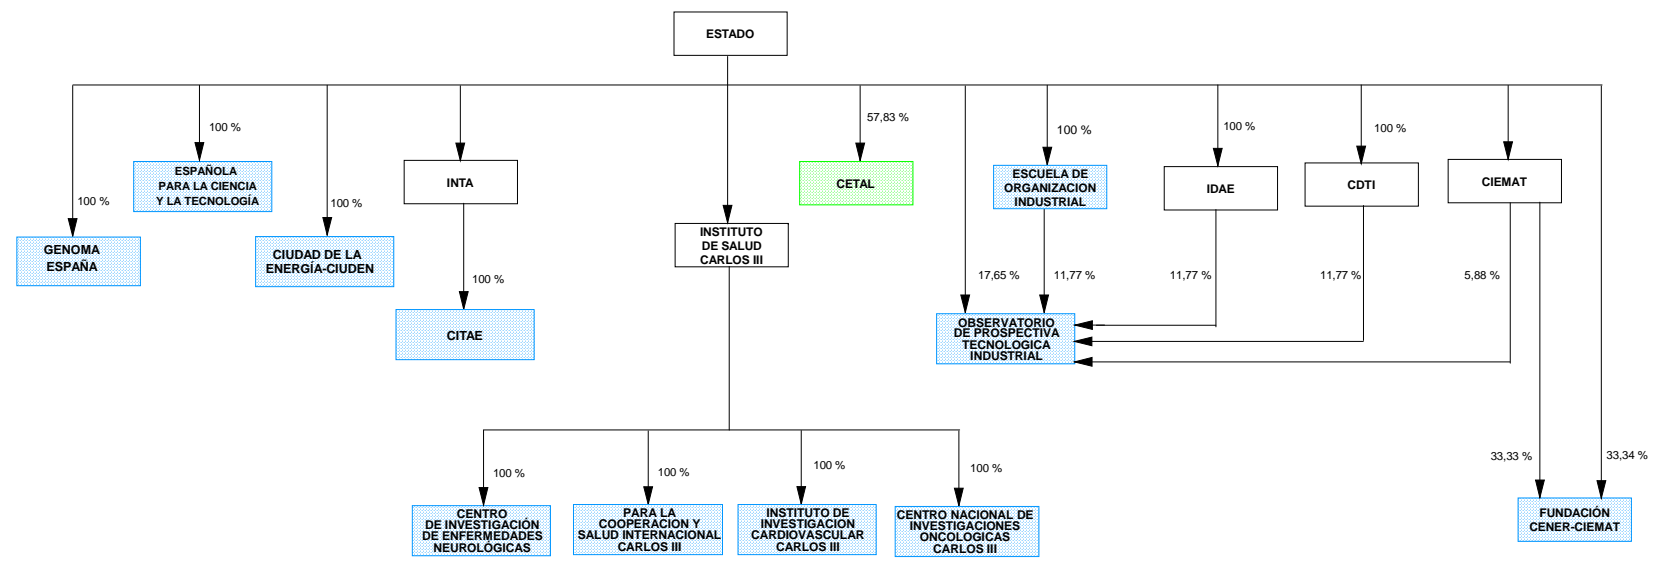 ESTADO
57,83 %
100 %
100 %
100 %
100 %
ESPAÑOLA
PARA LA CIENCIA
Y LA TECNOLOGÍA
INTA
CETAL
ESCUELA DE
ORGANIZACION
INDUSTRIAL
IDAE
CDTI
CIEMAT
100 %
100 %
GENOMA
ESPAÑA
CIUDAD DE LA
ENERGÍA-CIUDEN
INSTITUTO
DE SALUD
CARLOS III
100 %
17,65 %
11,77 %
11,77 %
11,77 %
5,88 %
CITAE
OBSERVATORIO
DE PROSPECTIVA
TECNOLOGICA
INDUSTRIAL
100 %
100 %
100 %
100 %
33,33 %
33,34 %
CENTRO
DE INVESTIGACIÓN
DE ENFERMEDADES
NEUROLÓGICAS
PARA LA
COOPERACION Y
SALUD INTERNACIONAL
CARLOS III
INSTITUTO DE
INVESTIGACION
CARDIOVASCULAR
CARLOS III
CENTRO NACIONAL DE
INVESTIGACIONES
ONCOLOGICAS
CARLOS III
FUNDACIÓN
CENER-CIEMAT